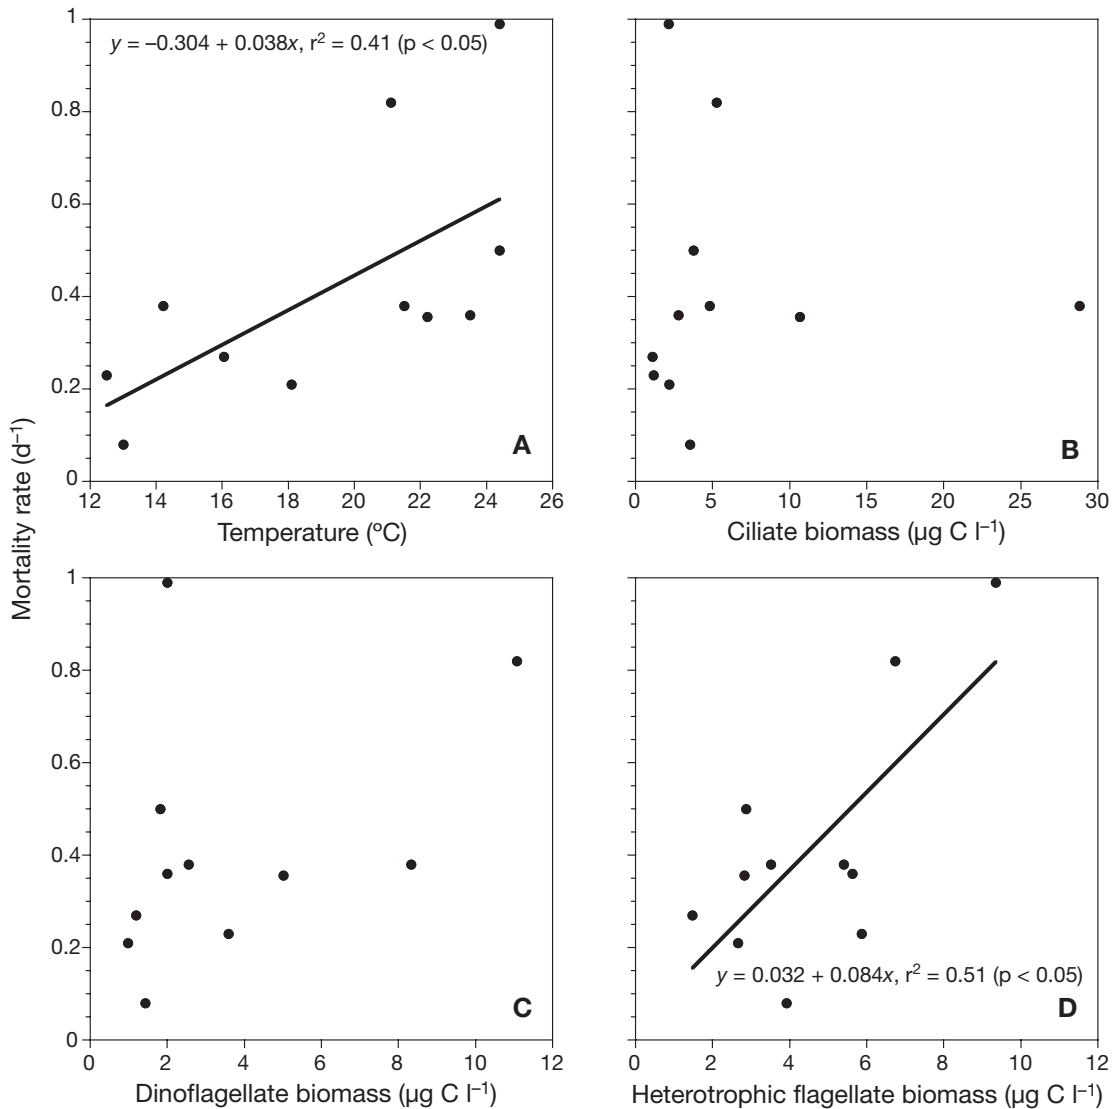 Mortality rate (d–1)
1
0.8
0.6
0.4
0.2
0
y = –0.304 + 0.038x, r2 = 0.41 (p < 0.05)
A
12 14 16 18 20 22 24 26
Temperature (ºC)
B
0 5 10 15 20 25 30
Ciliate biomass (µg C l–1)
1
0.8
0.6
0.4
0.2
0
C
0 2 4 6 8 10 12
Dinoflagellate biomass (µg C l–1)
y = 0.032 + 0.084x, r2 = 0.51 (p < 0.05)
D
0 2 4 6 8 10 12
Heterotrophic flagellate biomass (µg C l–1)